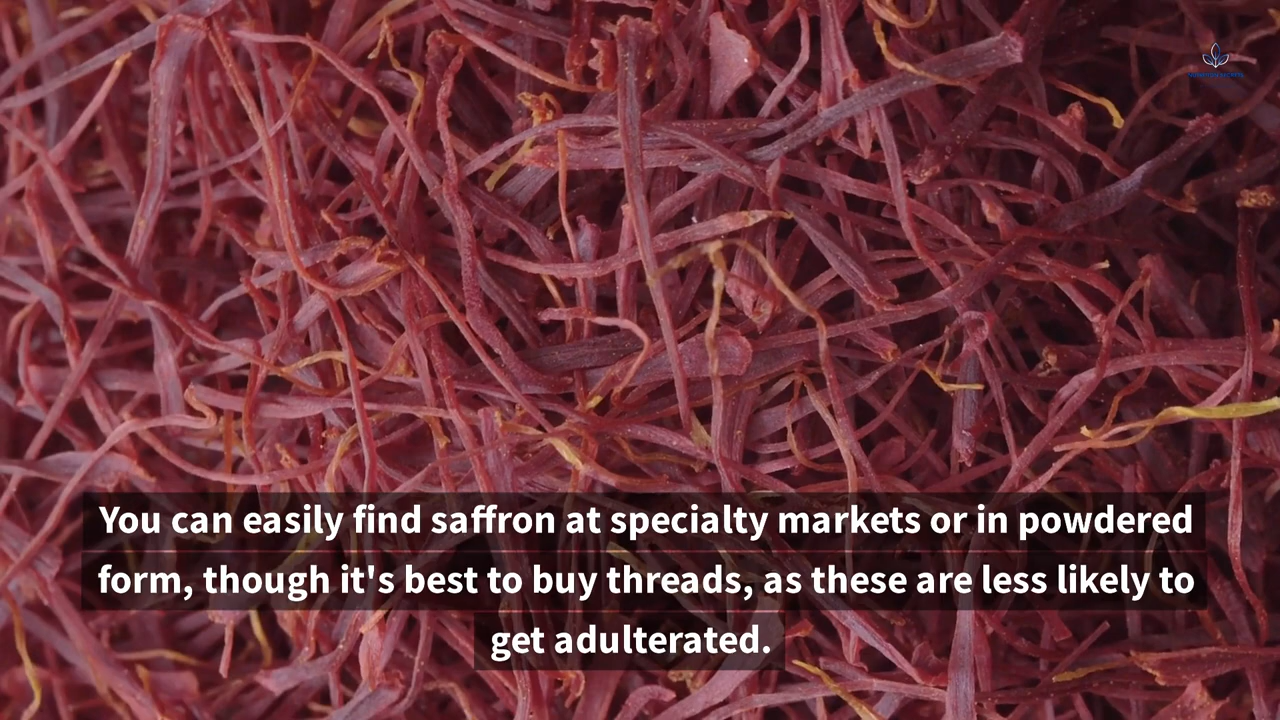 You can easily find saffron at specialty markets or in powdered
form, though it's best to buy threads, as these are less likely to
get adulterated.